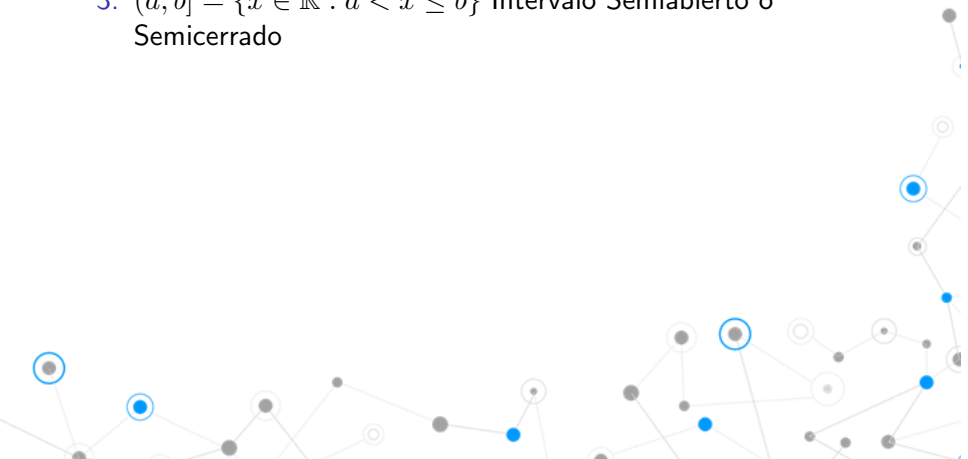 3. (a, b] = {x ∈ ℝ : a < x ≤ b} Intervalo Semiabierto o
Semicerrado